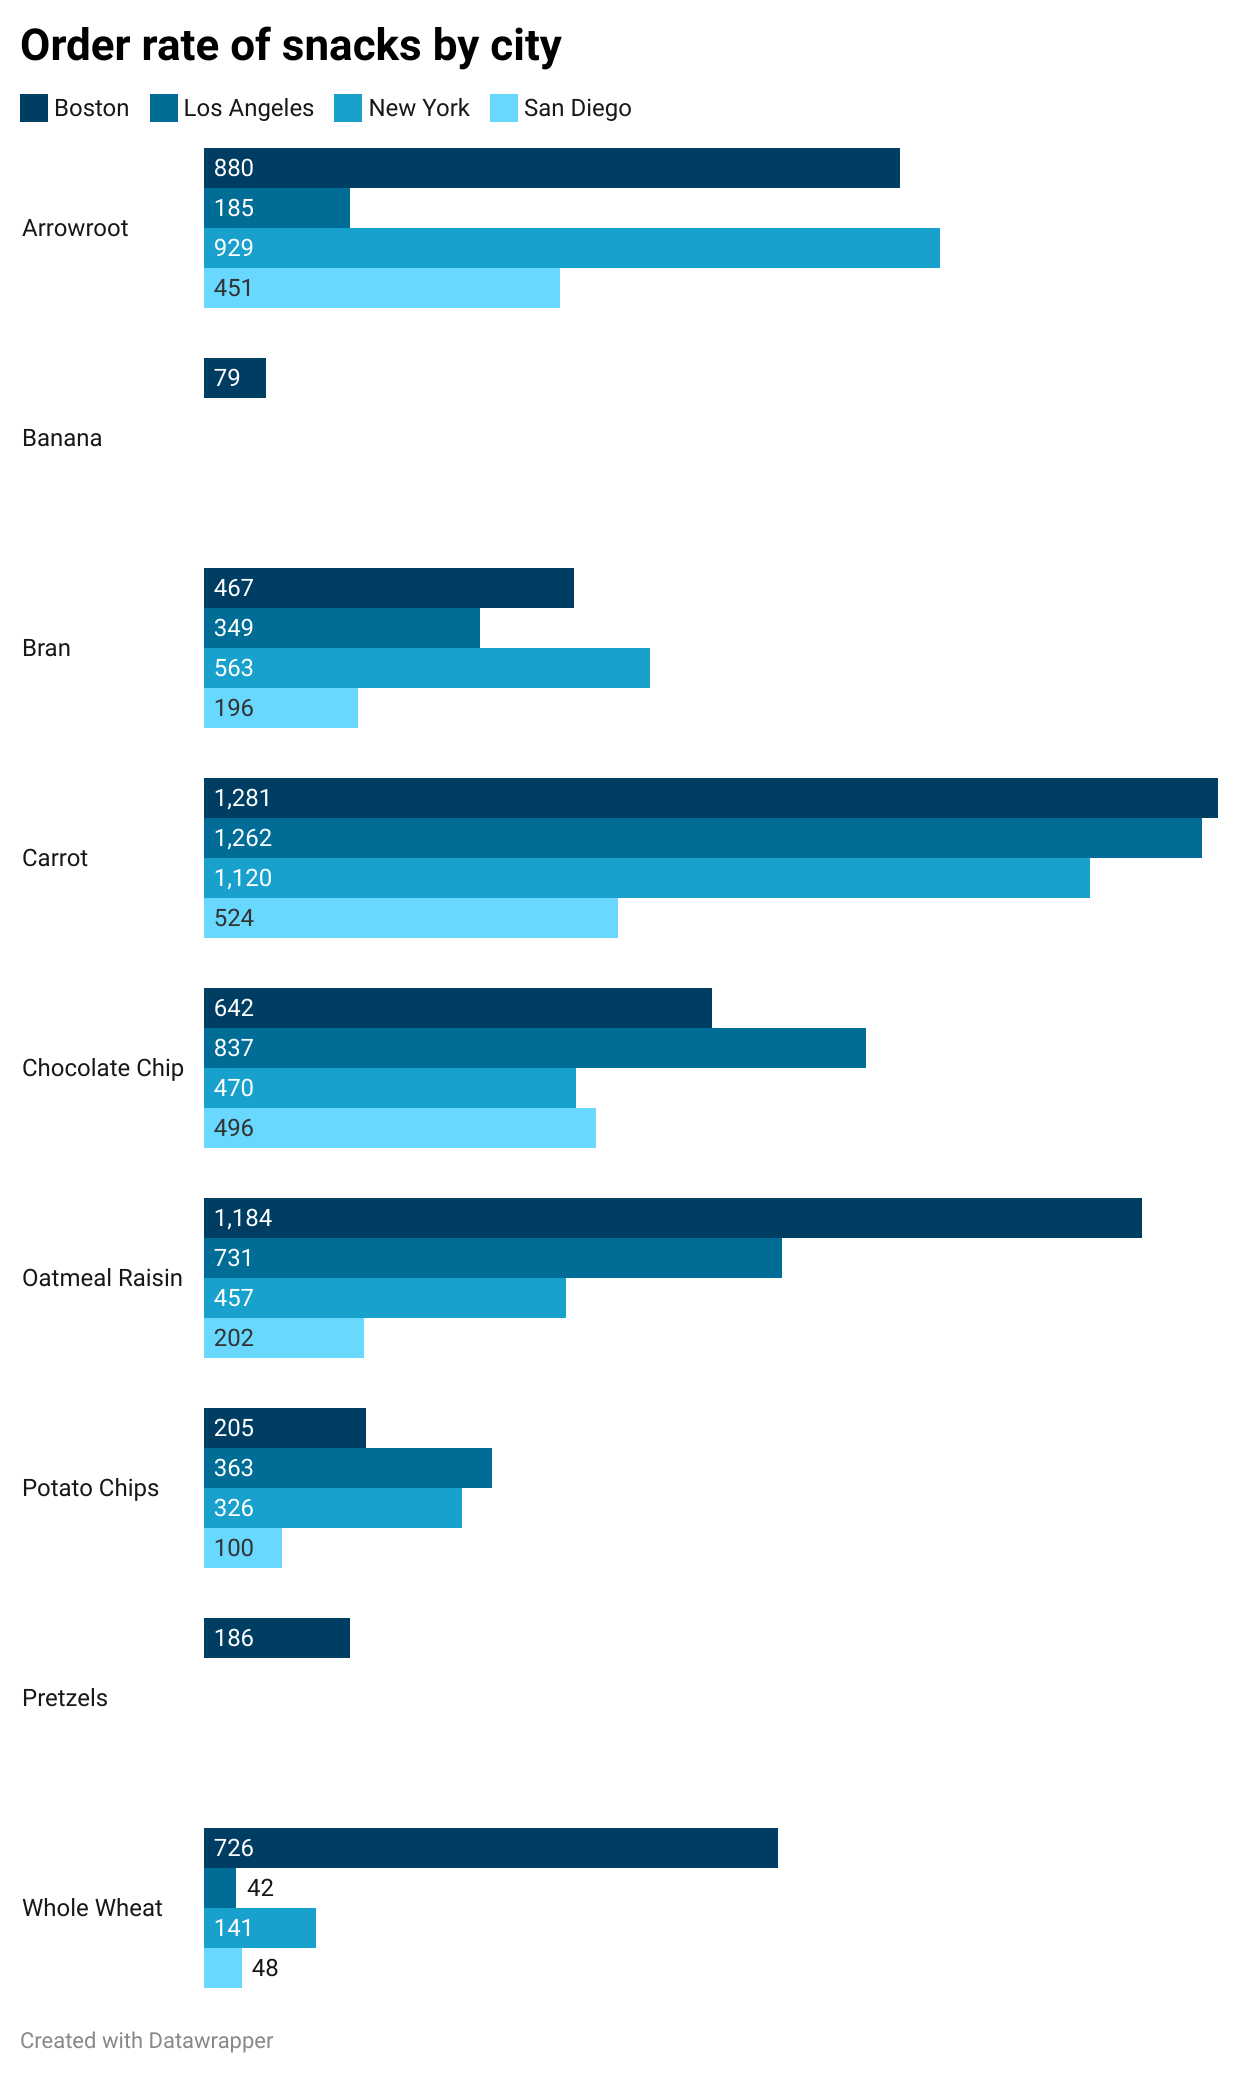 Order rate of snacks by city
Boston Los Angeles New York San Diego
Arrowroot
880
185
929
451
Banana
79
Bran
467
349
563
196
Carrot
1,281
1,262
1,120
524
Chocolate Chip
642
837
470
496
Oatmeal Raisin
1,184
731
457
202
Potato Chips
205
363
326
100
Pretzels
186
Whole Wheat
726
42
141
48
Created with Datawrapper